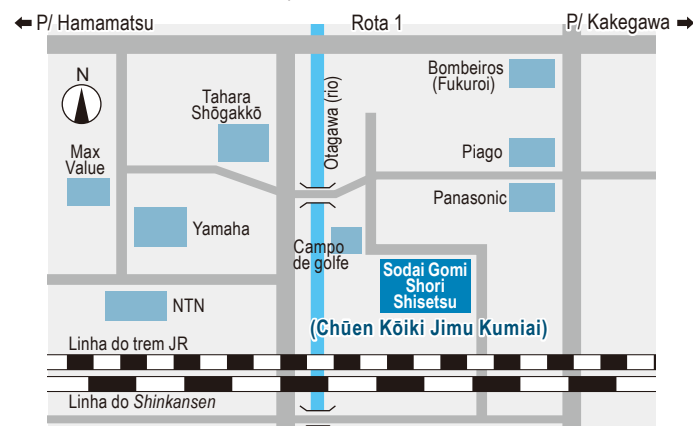 P/ Hamamatsu
Rota 1
P/ Kakegawa
N
Bombeiros
(Fukuroi)
Tahara
Shōgakkō
Otagawa (rio)
Max
Value
Piago
Panasonic
Yamaha
Campo
de golfe
Sodai Gomi
Shori
Shisetsu
NTN
(Chūen Kōiki Jimu Kumiai)
Linha do trem JR
Linha do Shinkansen